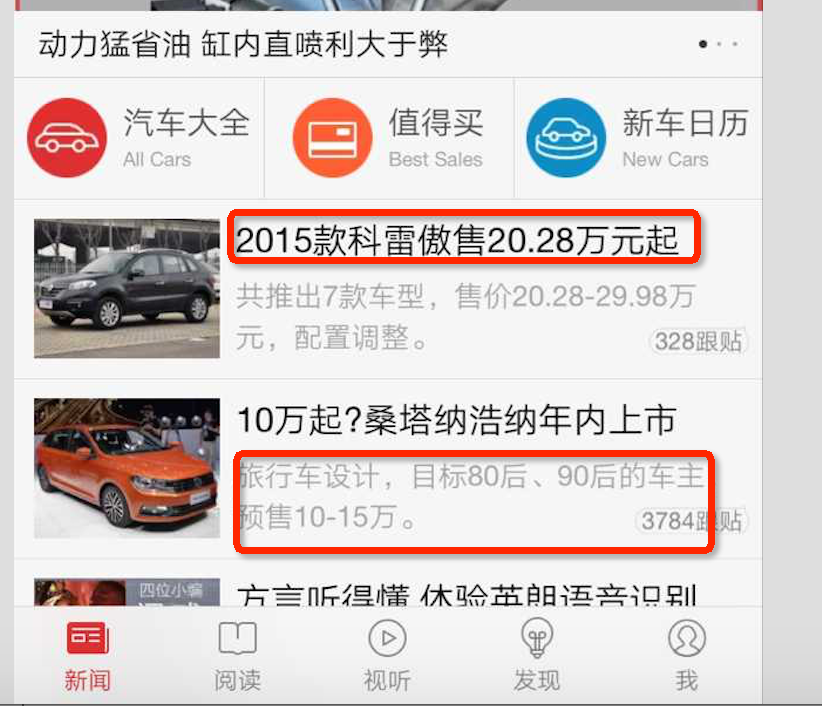 动力猛省油 缸内直喷利大于弊
汽车大全
All Cars
值得买
Best Sales
新车日历
New Cars
2015款科雷傲售20.28万元起
共推出7款车型，售价20.28-29.98万
元，配置调整。
328跟贴
10万起?桑塔纳浩纳年内上市
旅行车设计，目标80后、90后的车主
预售10-15万。
3784跟贴
四位小编
方言听得懂 体验英朗语音识别
新闻
阅读
视听
发现
我